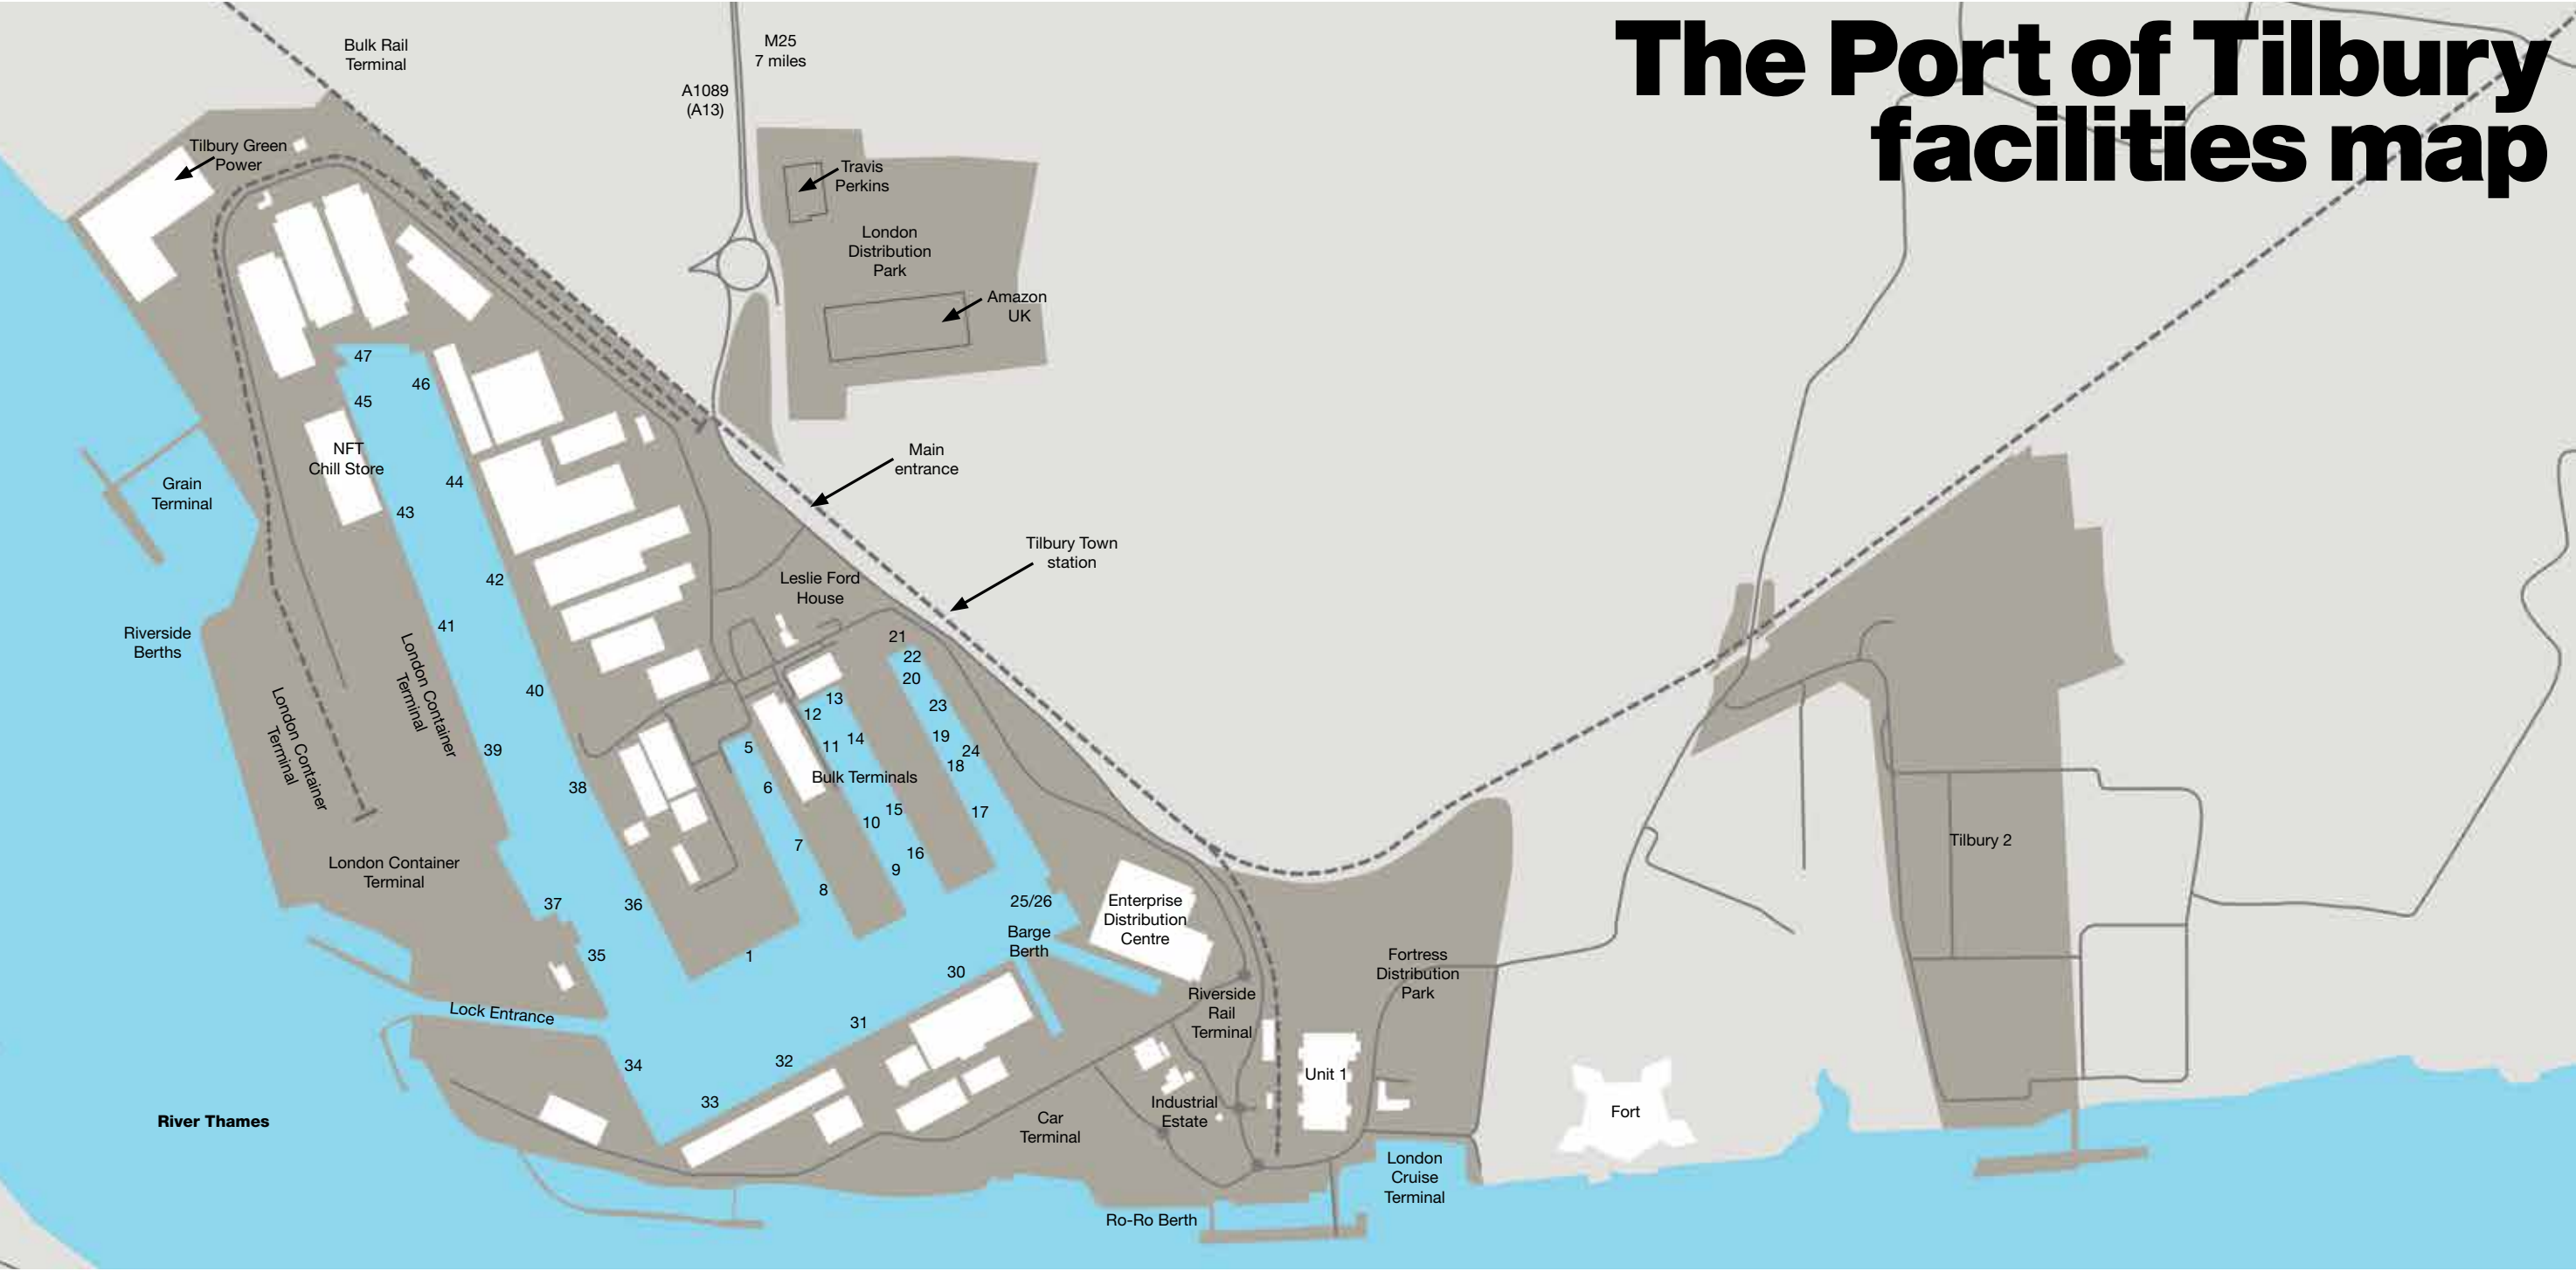 The Port of Tilbury
facilities map
Bulk Rail
Terminal
M25
7 miles
A1089
(A13)
Tilbury Green
Power
Travis
Perkins
London
Distribution
Park
Amazon
UK
47
46
45
NFT
Chill Store
44
43
Grain
Terminal
Main
entrance
Tilbury Town
station
42
Leslie Ford
House
41
Riverside
Berths
London Container
Terminal
London Container
Terminal
40
39
38
21
22
20
23
19
24
18
17
13
12
14
11
5
Bulk Terminals
6
15
10
7
16
9
8
London Container
Terminal
37
36
35
1
25/26
Barge
Berth
Enterprise
Distribution
Centre
30
31
32
33
34
Lock Entrance
Riverside
Rail
Terminal
Fortress
Distribution
Park
Tilbury 2
Unit 1
Industrial
Estate
Car
Terminal
Fort
River Thames
London
Cruise
Terminal
Ro-Ro Berth